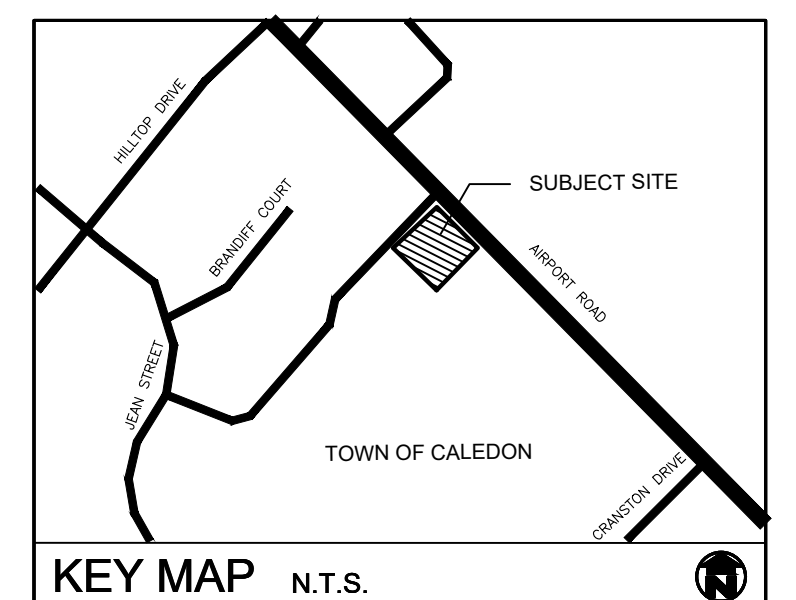 HILLTOP DRIVE
SUBJECT SITE
BRANDIFF COURT
AIRPORT ROAD
JEAN STREET
TOWN OF CALEDON
CRANSTON DRIVE
KEY MAP N.T.S.
N